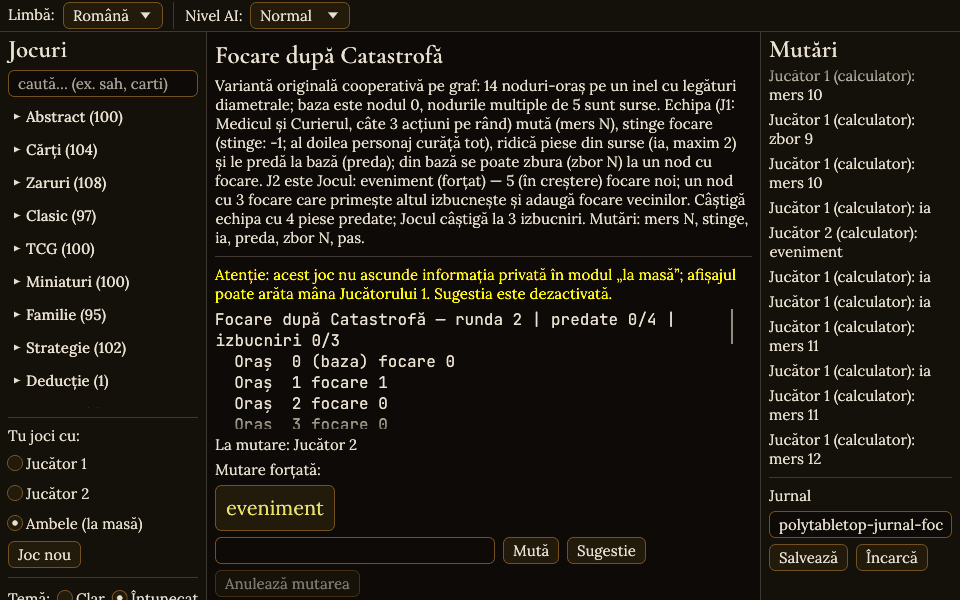 Limbă: Română ▼ Nivel AI: Normal ▼
Jocuri
caută... (ex. sah, carti)
▸ Abstract (100)
▸ Cărți (104)
▸ Zaruri (108)
▸ Clasic (97)
▸ TCG (100)
▸ Miniaturi (100)
▸ Familie (95)
▸ Strategie (102)
▸ Deducție (1)
Tu joci cu:
Jucător 1
Jucător 2
Ambele (la masă)
Joc nou
Temă: Clar Întunecat
Focare după Catastrofă
Variantă originală cooperativă pe graf: 14 noduri-oraș pe un inel cu legături
diametrale; baza este nodul 0, nodurile multiple de 5 sunt surse. Echipa (J1:
Medicul și Curierul, câte 3 acțiuni pe rând) mută (mers N), stinge focare
(stinge: -1; al doilea personaj curăță tot), ridică piese din surse (ia, maxim 2)
și le predă la bază (preda); din bază se poate zbura (zbor N) la un nod cu
focare. J2 este Jocul: eveniment (forțat) — 5 (în creștere) focare noi; un nod
cu 3 focare care primește altul izbucnește și adaugă focare vecinilor. Câștigă
echipa cu 4 piese predate; Jocul câștigă la 3 izbucniri. Mutări: mers N, stinge,
ia, preda, zbor N, pas.
Atenție: acest joc nu ascunde informația privată în modul „la masă”; afișajul
poate arăta mâna Jucătorului 1. Sugestia este dezactivată.
Focare după Catastrofă — runda 2 | predate 0/4 |
izbucniri 0/3
Oraș 0 (baza) focare 0
Oraș 1 focare 1
Oraș 2 focare 0
Oraș 3 focare 0
La mutare: Jucător 2
Mutare forțată:
eveniment
Mută Sugestie
Anulează mutarea
Mutări
Jucător 1 (calculator):
mers 10
Jucător 1 (calculator):
zbor 9
Jucător 1 (calculator):
mers 10
Jucător 1 (calculator): ia
Jucător 2 (calculator):
eveniment
Jucător 1 (calculator): ia
Jucător 1 (calculator): ia
Jucător 1 (calculator):
mers 11
Jucător 1 (calculator): ia
Jucător 1 (calculator):
mers 11
Jucător 1 (calculator):
mers 12
Jurnal
polytabletop-jurnal-foc
Salvează Încarcă